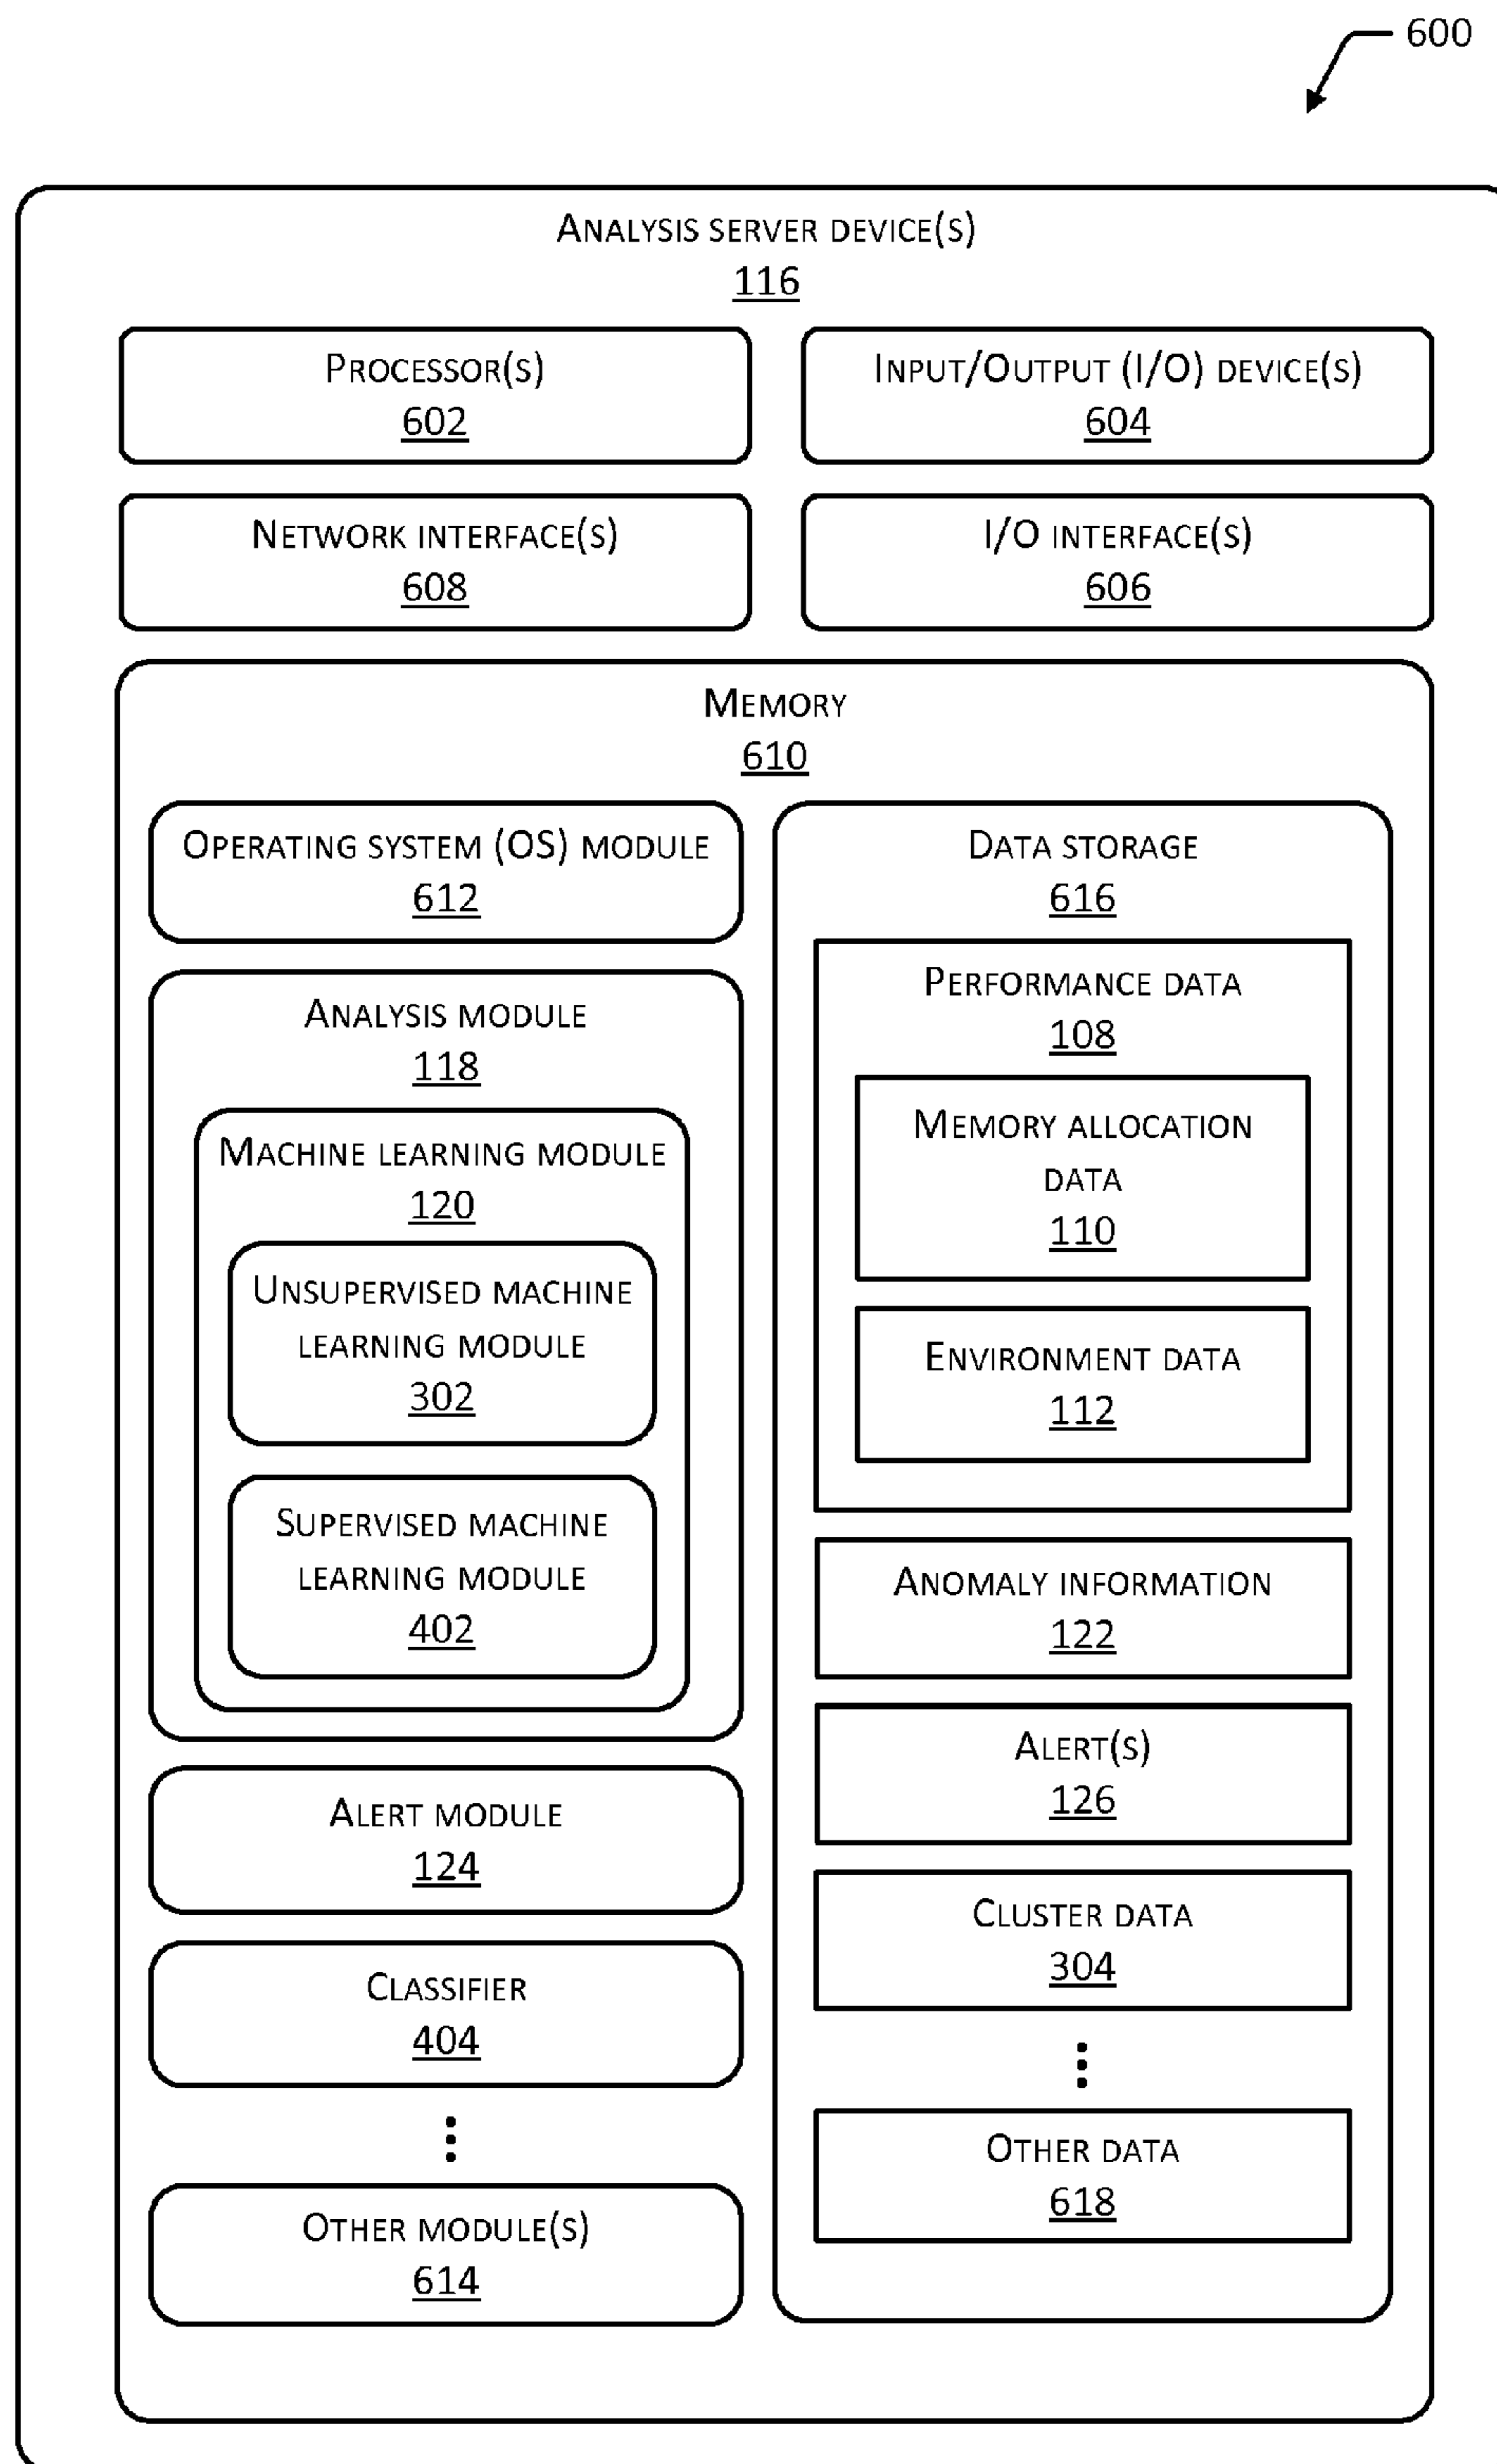 600
Analysis server device(s)
116
Processor(s)
602
Input/Output (I/O) device(s)
604
Network interface(s)
608
I/O interface(s)
606
Memory
610
Operating system (OS) module
612
Analysis module
118
Machine learning module
120
Unsupervised machine
learning module
302
Supervised machine
learning module
402
Alert module
124
Classifier
404
Other module(s)
614
Data storage
616
Performance data
108
Memory allocation
data
110
Environment data
112
Anomaly information
122
Alert(s)
126
Cluster data
304
Other data
618